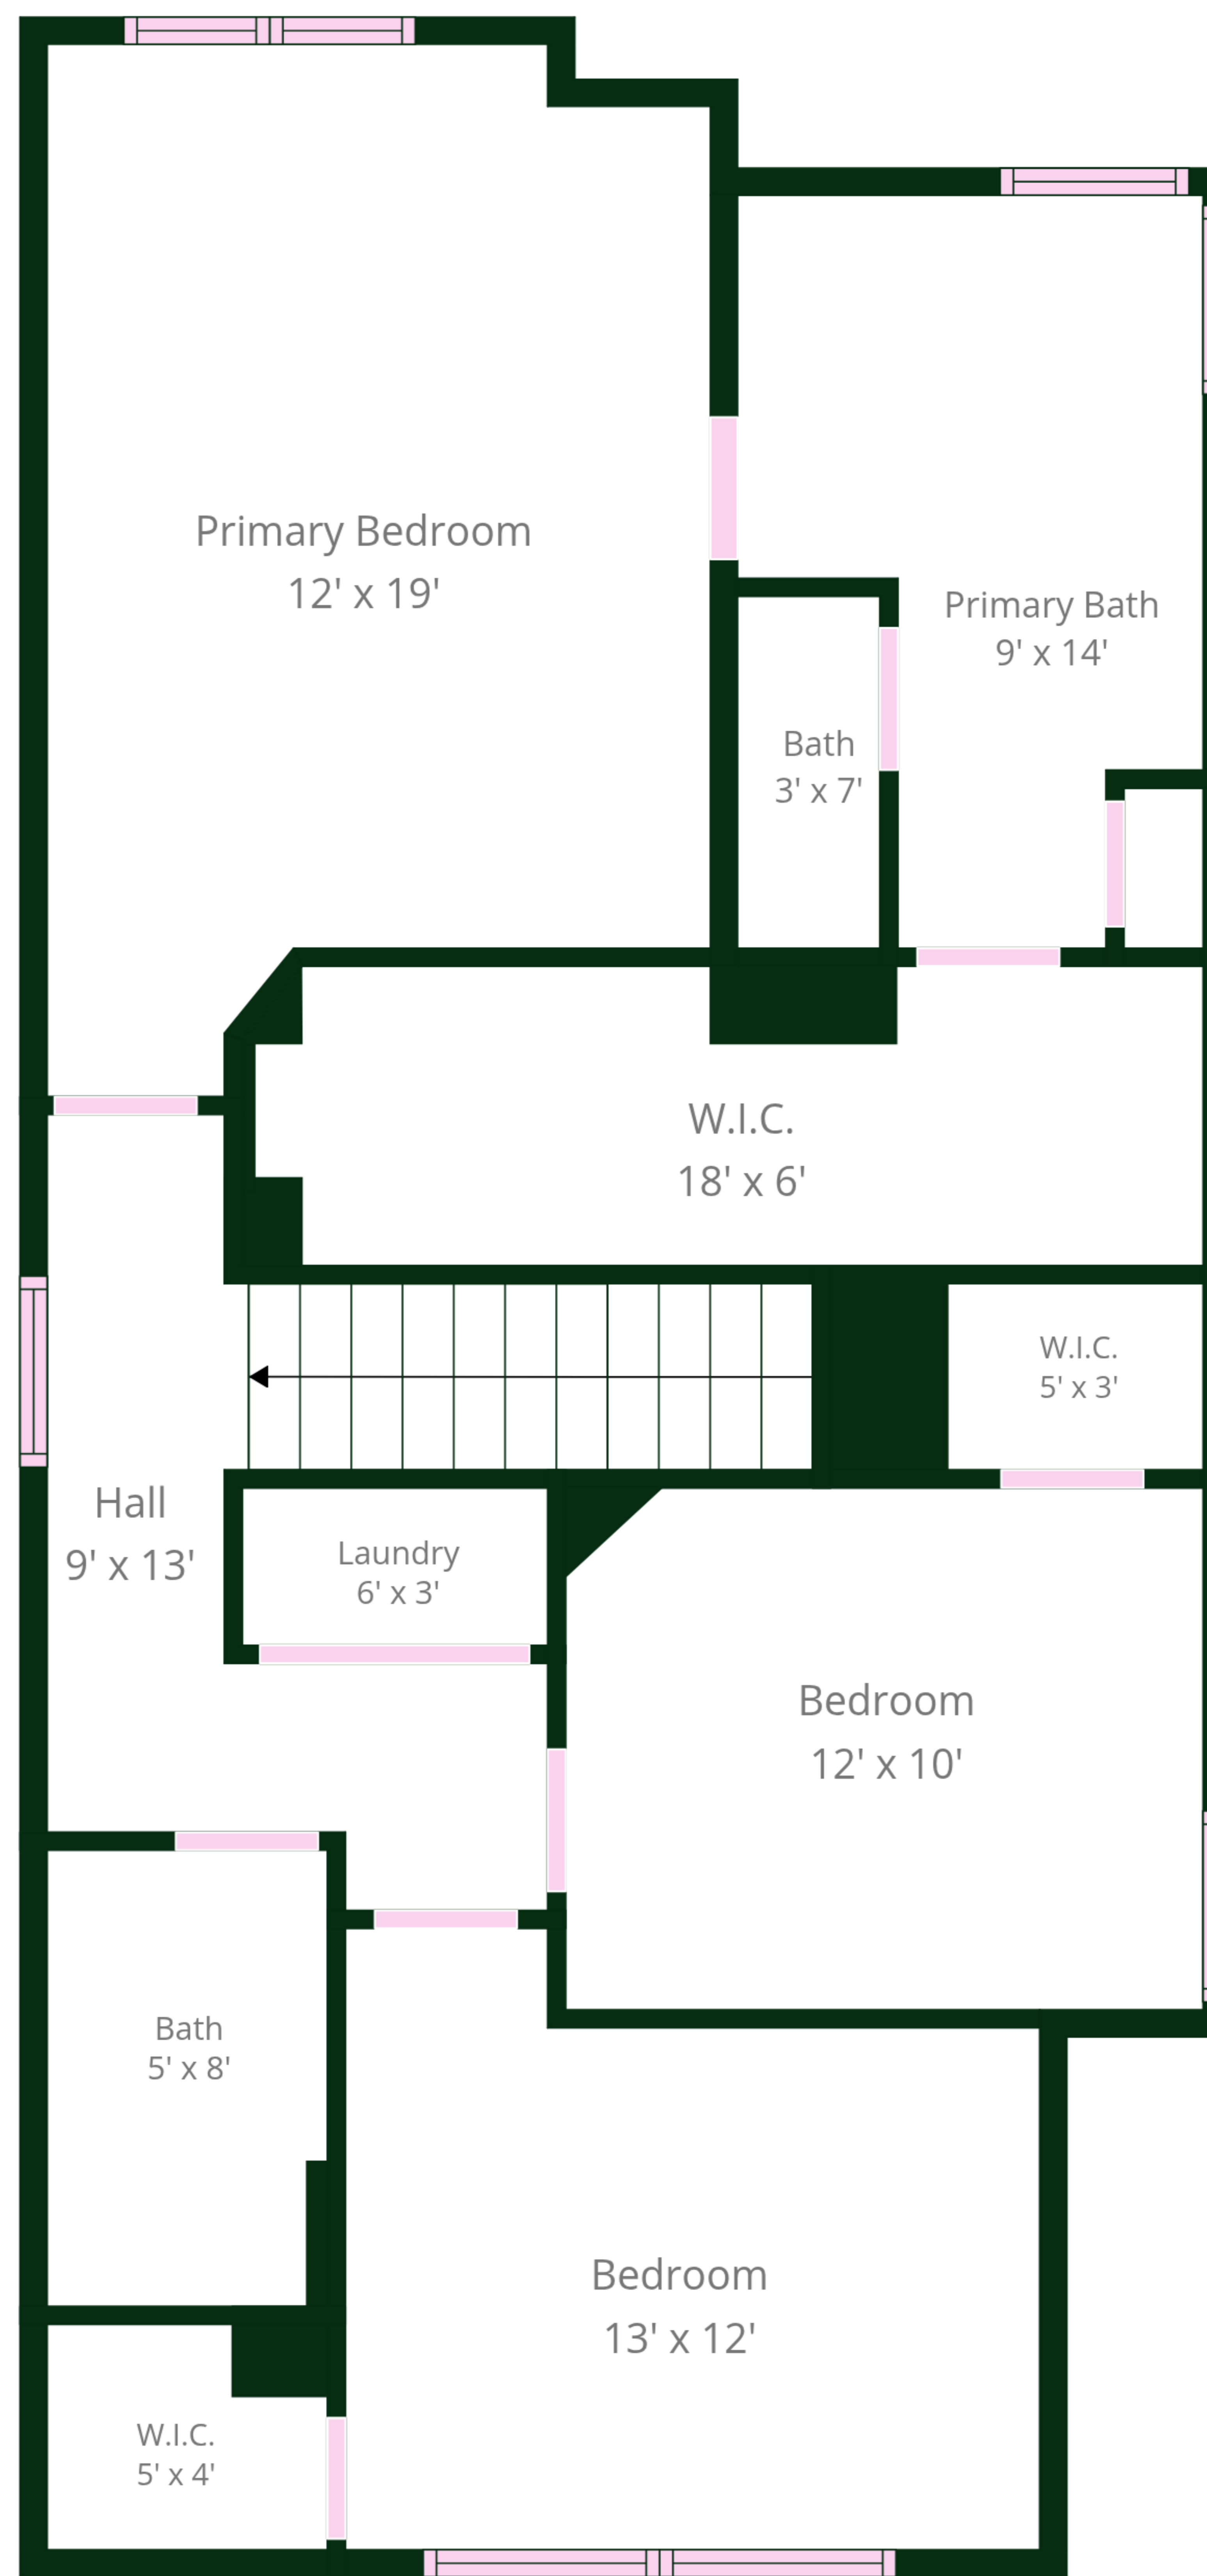 Primary Bedroom
12' x 19'
Primary Bath
9' x 14'
Bath
3' x 7'
W.I.C.
18' x 6'
W.I.C.
5' x 3'
Hall
9' x 13'
Laundry
6' x 3'
Bedroom
12' x 10'
Bath
5' x 8'
Bedroom
13' x 12'
W.I.C.
5' x 4'